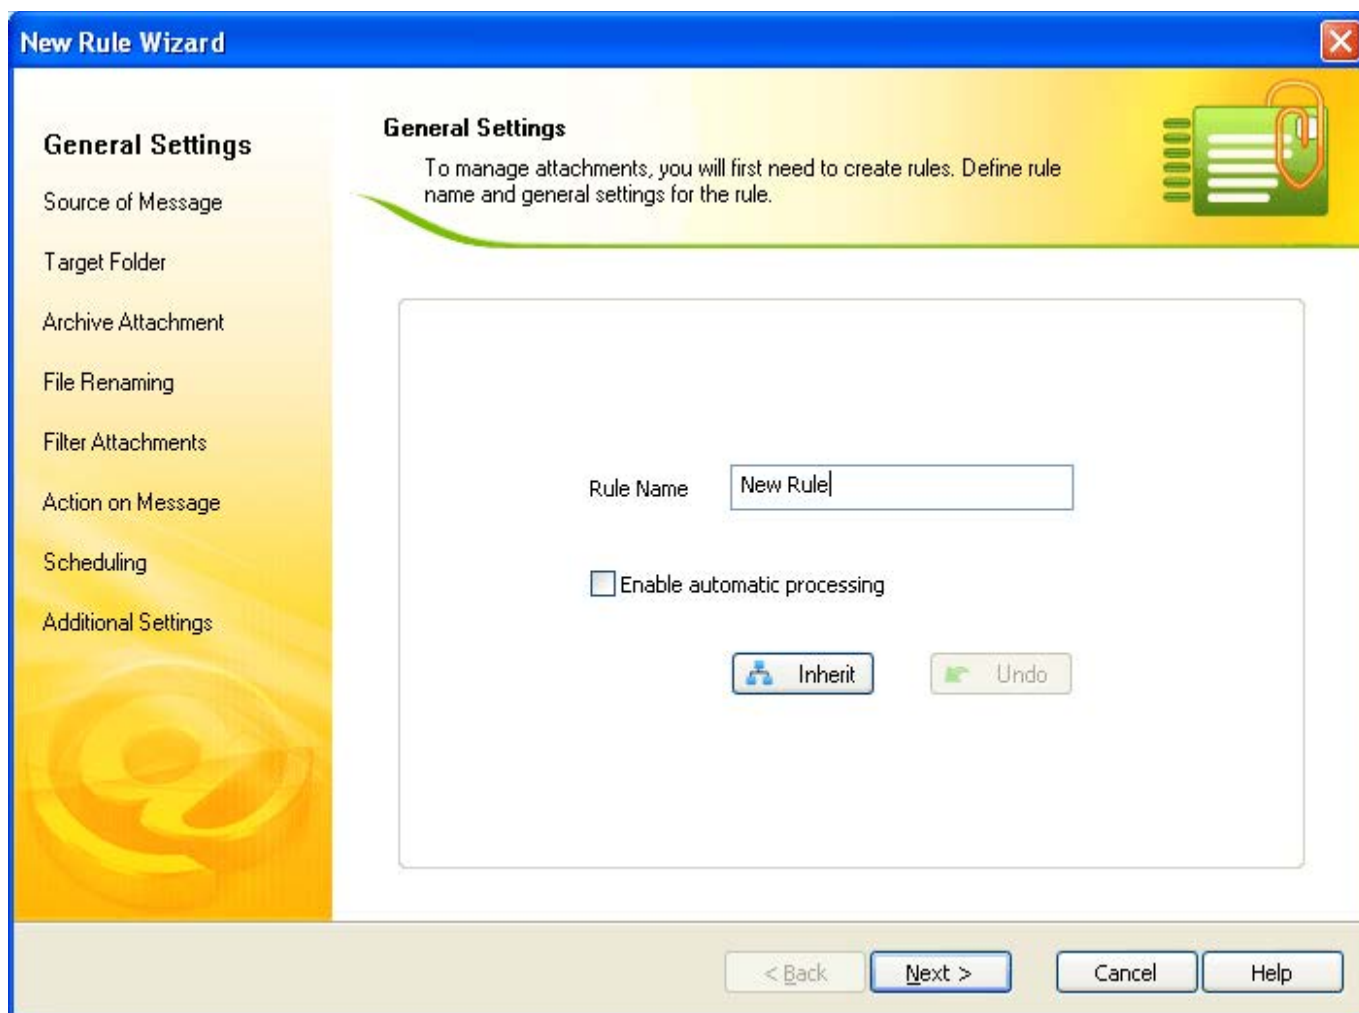 New Rule Wizard
General Settings
Source of Message
Target Folder
Archive Attachment
File Renaming
Filter Attachments
Action on Message
Scheduling
Additional Settings
General Settings
To manage attachments, you will first need to create rules. Define rule
name and general settings for the rule.
Rule Name
New Rule
Enable automatic processing
Inherit
Undo
< Back
Next >
Cancel
Help